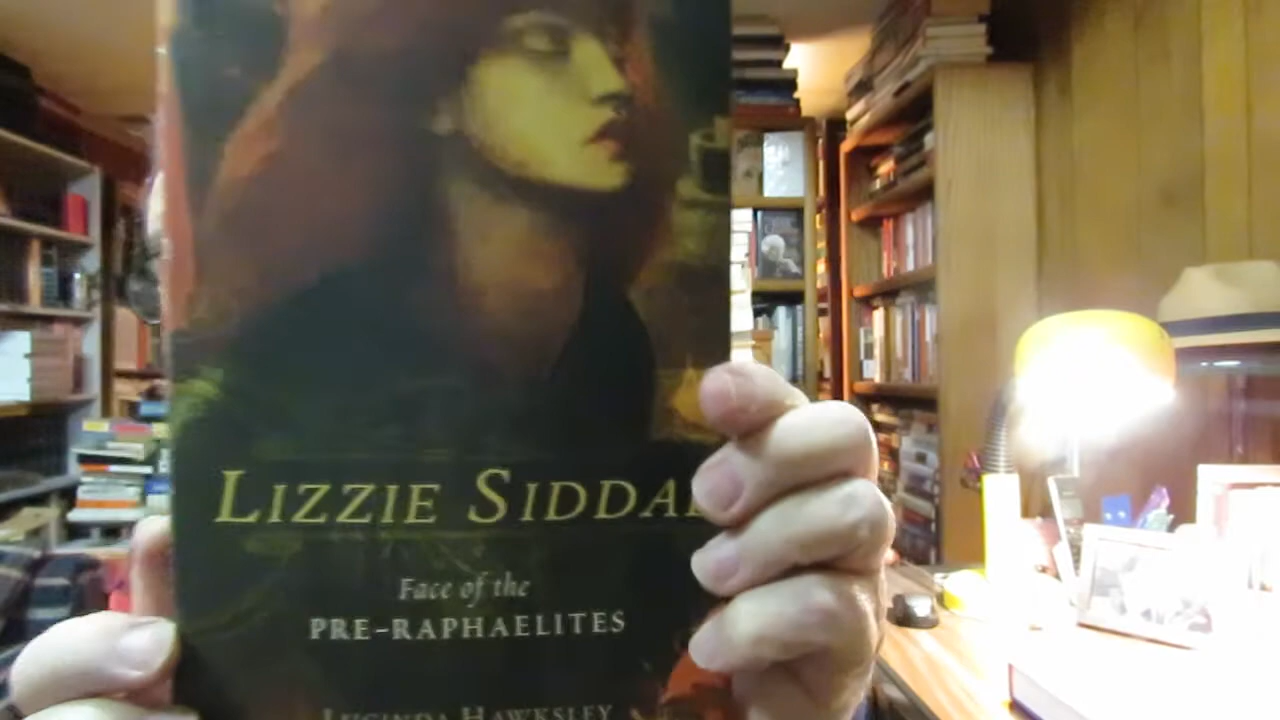 LIZZIE SIDDAL
Face of the
PRE-RAPHAELITES
LUCINDA HAWKSLEY